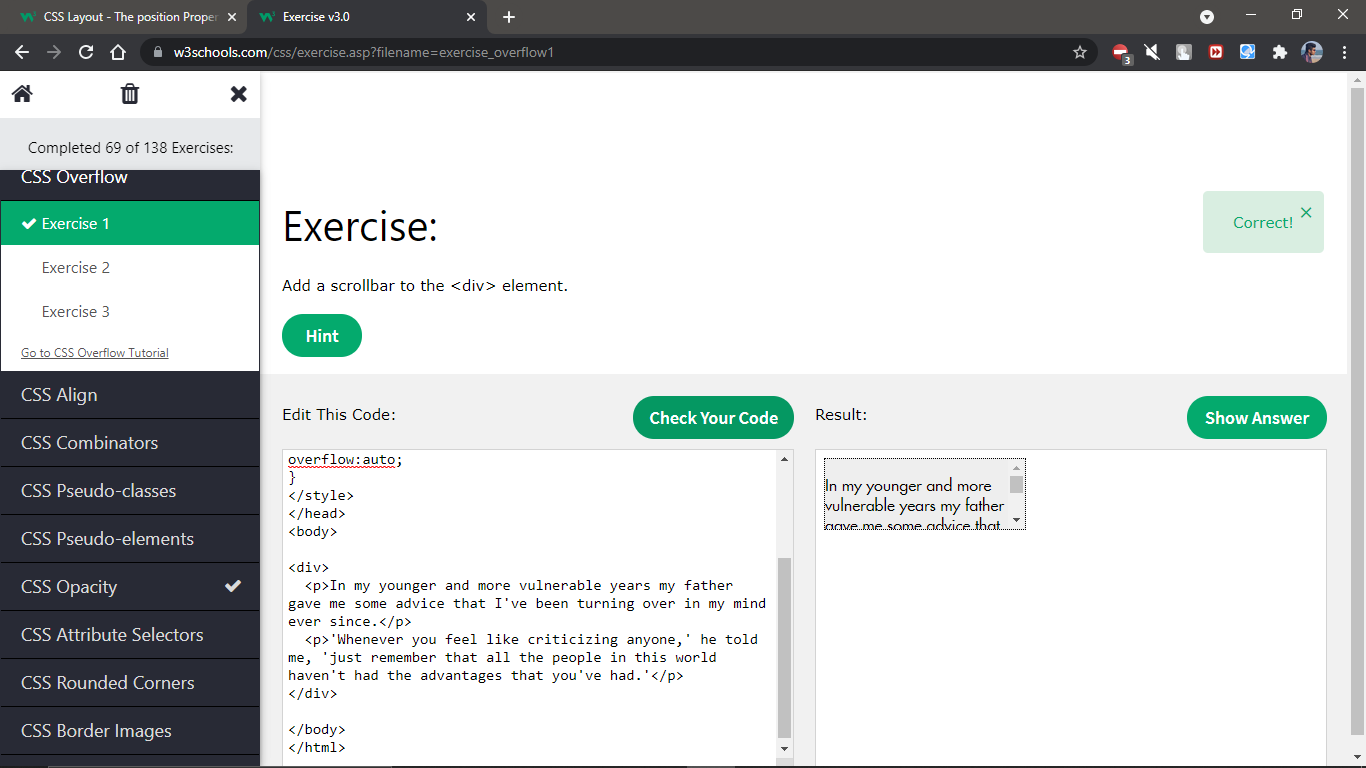 CSS Layout - The position Proper
Exercise v3.0
w3schools.com/css/exercise.asp?filename=exercise_overflow1
3
Completed 69 of 138 Exercises:
CSS Overflow
Exercise 1
Exercise 2
Exercise 3
Go to CSS Overflow Tutorial
CSS Align
CSS Combinators
CSS Pseudo-classes
CSS Pseudo-elements
CSS Opacity
CSS Attribute Selectors
CSS Rounded Corners
CSS Border Images
Exercise:
Correct!
Add a scrollbar to the <div> element.
Hint
Edit This Code:
Check Your Code
overflow:auto;
}
</style>
</head>
<body>
<div>
<p>In my younger and more vulnerable years my father
gave me some advice that I've been turning over in my mind
ever since.</p>
<p>'Whenever you feel like criticizing anyone,' he told
me, 'just remember that all the people in this world
haven't had the advantages that you've had.'</p>
</div>
</body>
</html>
Result:
Show Answer
In my younger and more
vulnerable years my father
gave me some advice that